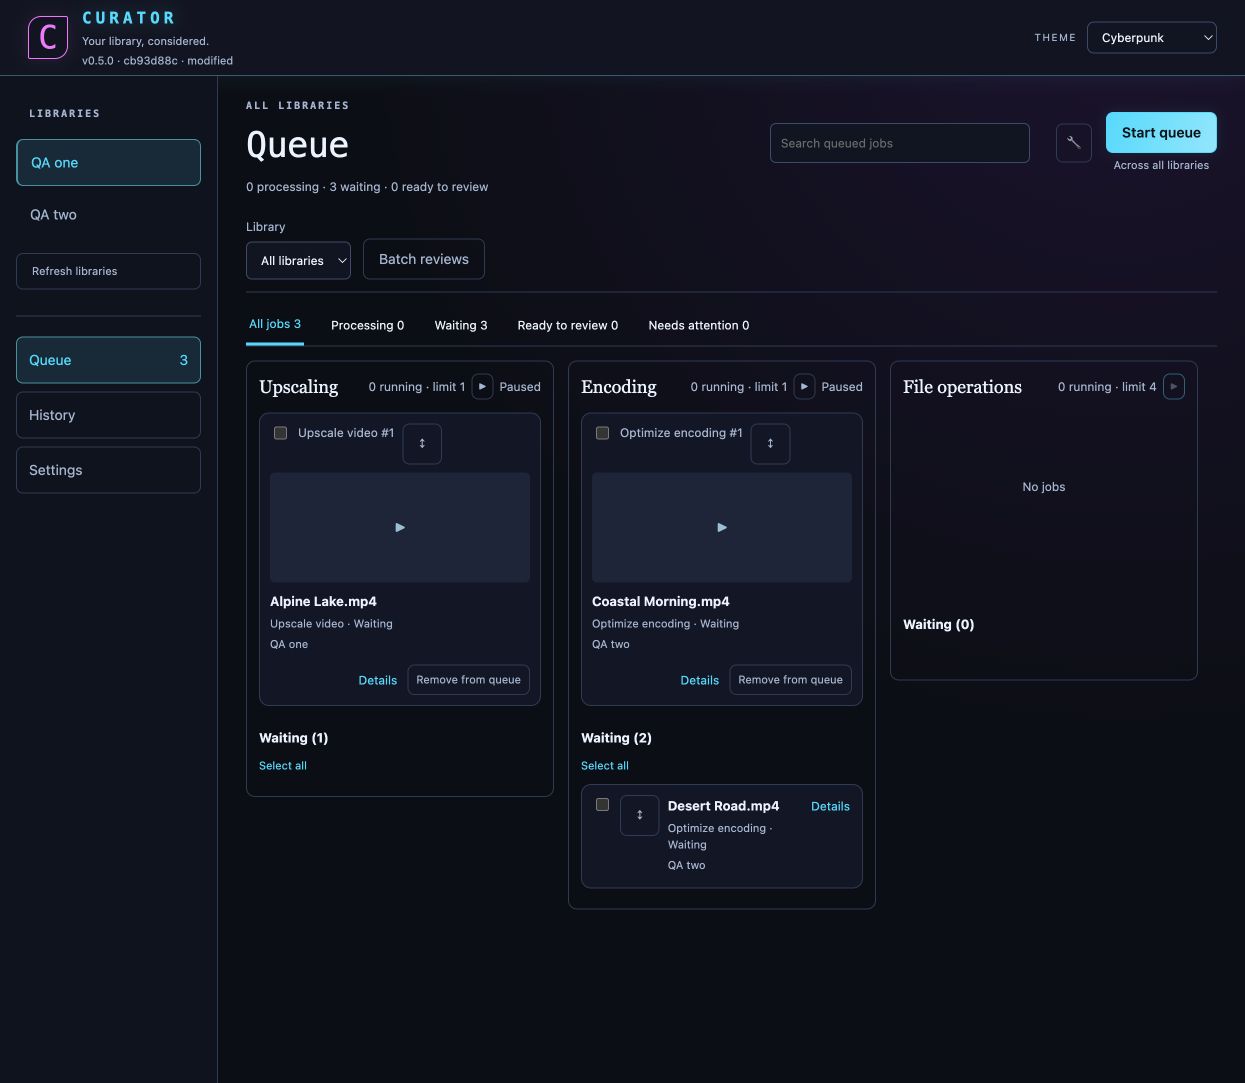 C
CURATOR
Your library, considered.
v0.5.0 · cb93d88c · modified
THEME
Cyberpunk
LIBRARIES
QA one
QA two
Refresh libraries
Queue 3
History
Settings
ALL LIBRARIES
Queue
0 processing · 3 waiting · 0 ready to review
Search queued jobs
Start queue
Across all libraries
Library
All libraries
Batch reviews
All jobs 3
Processing 0
Waiting 3
Ready to review 0
Needs attention 0
Upscaling
0 running · limit 1
Paused
Upscale video #1
Alpine Lake.mp4
Upscale video · Waiting
QA one
Details
Remove from queue
Waiting (1)
Select all
Encoding
0 running · limit 1
Paused
Optimize encoding #1
Coastal Morning.mp4
Optimize encoding · Waiting
QA two
Details
Remove from queue
Waiting (2)
Select all
Desert Road.mp4
Details
Optimize encoding ·
Waiting
QA two
File operations
0 running · limit 4
No jobs
Waiting (0)